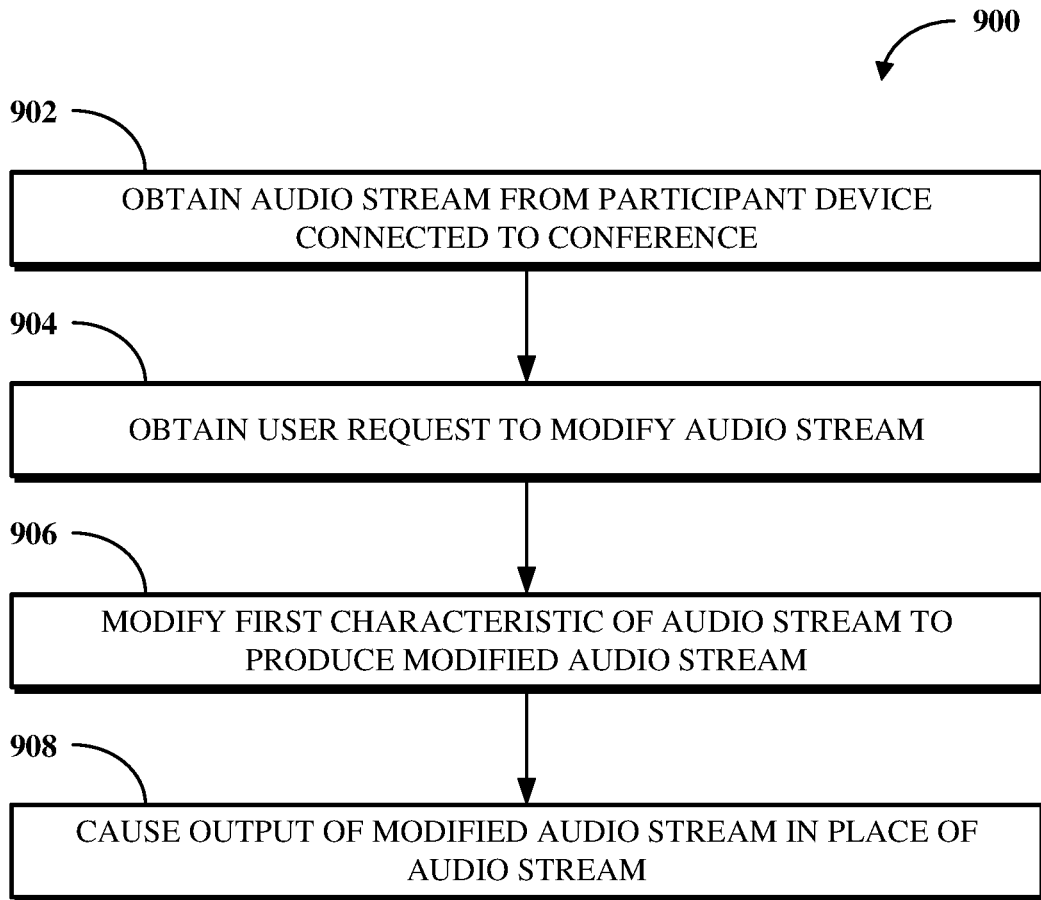 900
902
OBTAIN AUDIO STREAM FROM PARTICIPANT DEVICE
CONNECTED TO CONFERENCE
904
OBTAIN USER REQUEST TO MODIFY AUDIO STREAM
906
MODIFY FIRST CHARACTERISTIC OF AUDIO STREAM TO
PRODUCE MODIFIED AUDIO STREAM
908
CAUSE OUTPUT OF MODIFIED AUDIO STREAM IN PLACE OF
AUDIO STREAM